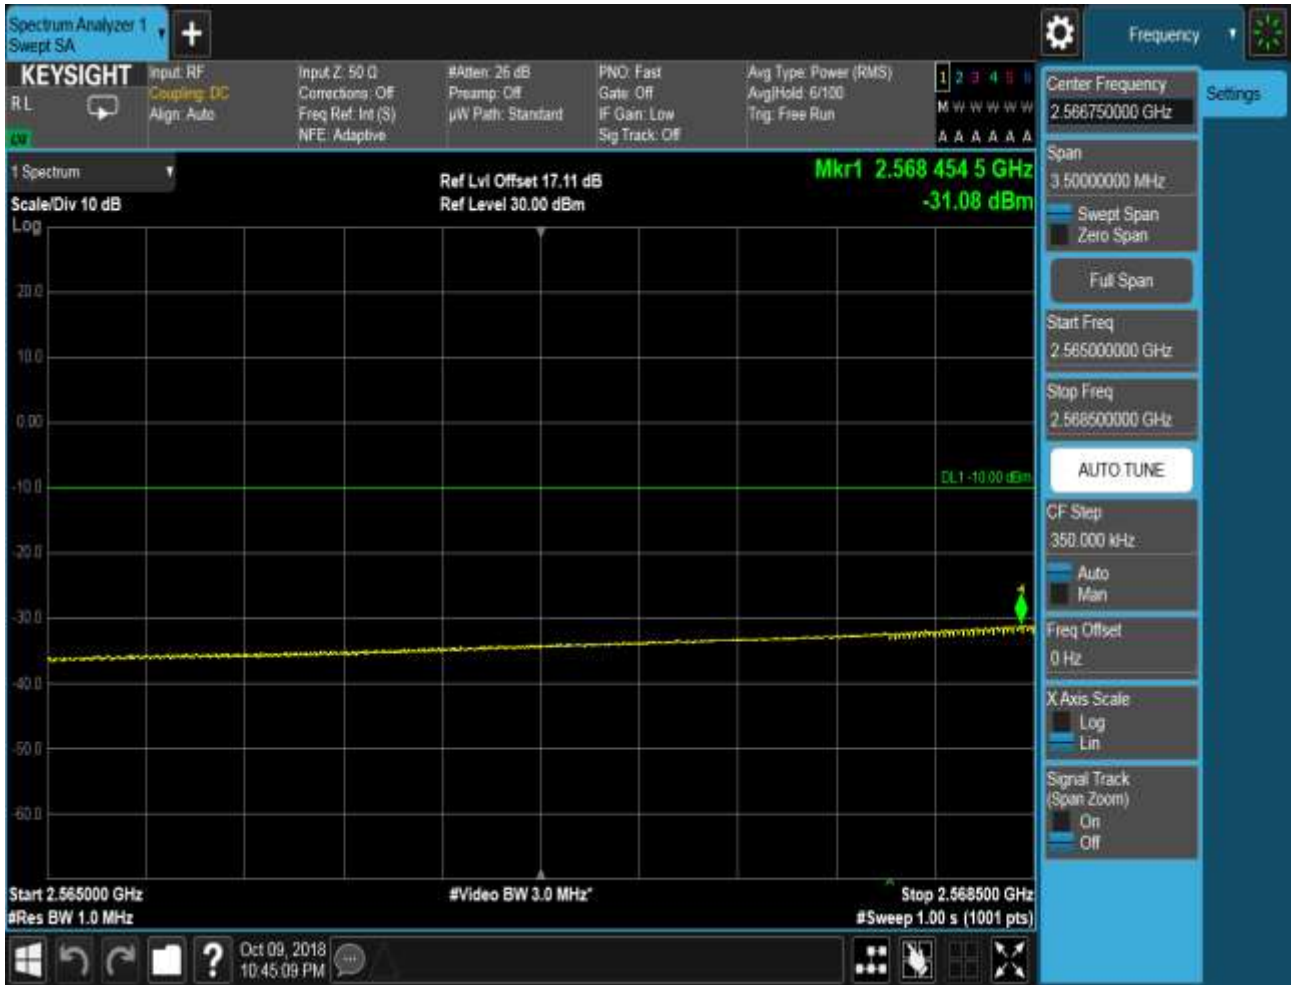 Spectrum Analyzer 1
Swept SA
+
Frequency
KEYSIGHT
RL
LW
Input: RF
Coupling: DC
Align: Auto
Input Z: 50 Ω
Corrections: Off
Freq Ref: Int (S)
NFE: Adaptive
#Atten: 26 dB
Preamp: Off
µW Path: Standard
PNO: Fast
Gate: Off
IF Gain: Low
Sig Track: Off
Avg Type: Power (RMS)
Avg|Hold: 6/100
Trig: Free Run
1 2 3 4 5 6
M W W W W W
A A A A A A
1 Spectrum
Scale/Div 10 dB
Log
Ref Lvl Offset 17.11 dB
Ref Level 30.00 dBm
Mkr1 2.568 454 5 GHz
-31.08 dBm
20.0
10.0
0.00
-10.0
-20.0
-30.0
-40.0
-50.0
-60.0
DL1 -10.00 dBm
Start 2.565000 GHz
#Res BW 1.0 MHz
#Video BW 3.0 MHz*
Stop 2.568500 GHz
#Sweep 1.00 s (1001 pts)
Center Frequency
2.566750000 GHz
Settings
Span
3.50000000 MHz
Swept Span
Zero Span
Full Span
Start Freq
2.565000000 GHz
Stop Freq
2.568500000 GHz
AUTO TUNE
CF Step
350.000 kHz
Auto
Man
Freq Offset
0 Hz
X Axis Scale
Log
Lin
Signal Track
(Span Zoom)
On
Off
?
Oct 09, 2018
10:45:09 PM